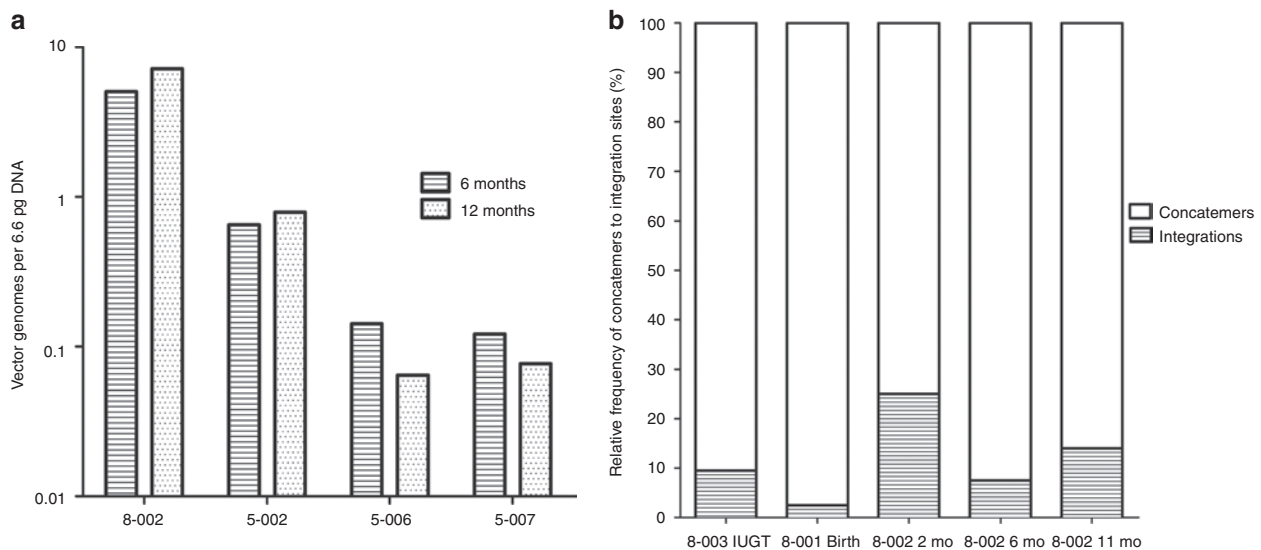 a
Vector genomes per 6.6 pg DNA
10
1
0.1
0.01
6 months
12 months
8-002
5-002
5-006
5-007
b
Relative frequency of concatemers to integration sites (%)
100
90
80
70
60
50
40
30
20
10
0
Concatemers
Integrations
8-003 IUGT
8-001 Birth
8-002 2 mo
8-002 6 mo
8-002 11 mo